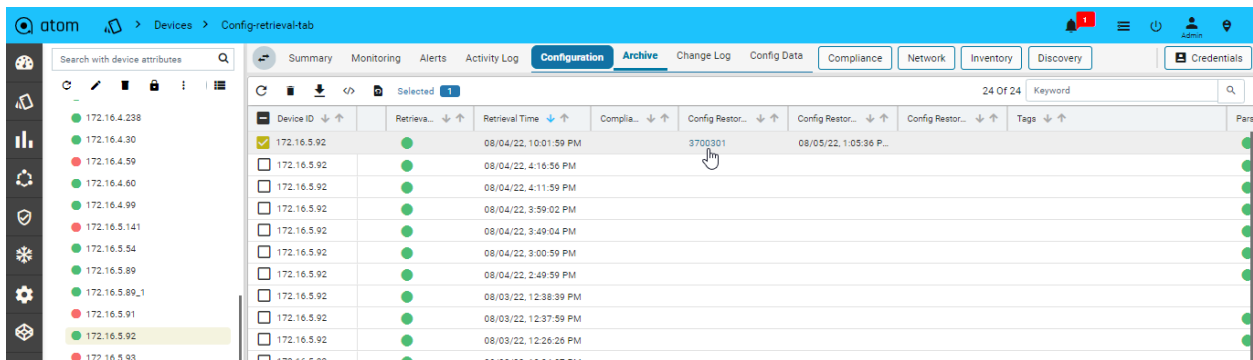 atom > Devices > Config-retrieval-tab 1 Admin
Search with device attributes
Summary Monitoring Alerts Activity Log Configuration Archive Change Log Config Data Compliance Network Inventory Discovery Credentials
Selected 1 24 Of 24 Keyword
Device ID Retrieva... Retrieval Time Complia... Config Restor... Config Restor... Config Restor... Tags Pars
172.16.4.238
172.16.4.30
172.16.4.59
172.16.4.60
172.16.4.99
172.16.5.141
172.16.5.54
172.16.5.89
172.16.5.89_1
172.16.5.91
172.16.5.92
172.16.5.93
172.16.5.92 08/04/22, 10:01:59 PM 3700301 08/05/22, 1:05:36 P...
172.16.5.92 08/04/22, 4:16:56 PM
172.16.5.92 08/04/22, 4:11:59 PM
172.16.5.92 08/04/22, 3:59:02 PM
172.16.5.92 08/04/22, 3:49:04 PM
172.16.5.92 08/04/22, 3:00:59 PM
172.16.5.92 08/04/22, 2:49:59 PM
172.16.5.92 08/03/22, 12:38:39 PM
172.16.5.92 08/03/22, 12:37:59 PM
172.16.5.92 08/03/22, 12:26:26 PM